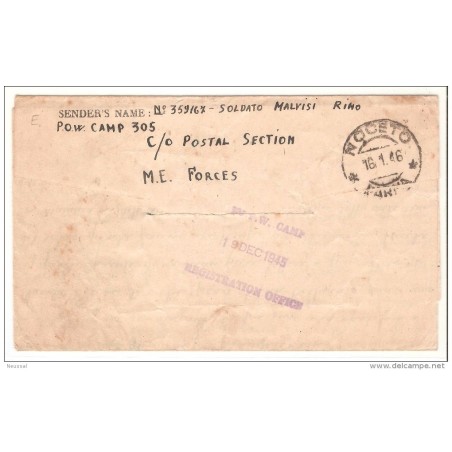 E
SENDER'S NAME: Nº 359167 - SOLDATO MALVISI RINO
P.O.W. CAMP 305
C/O POSTAL SECTION
M.E. FORCES
NOCETO
16.1.46
P.W. CAMP
19 DEC 1945
REGISTRATION OFFICE
Neussal
delcampe.net